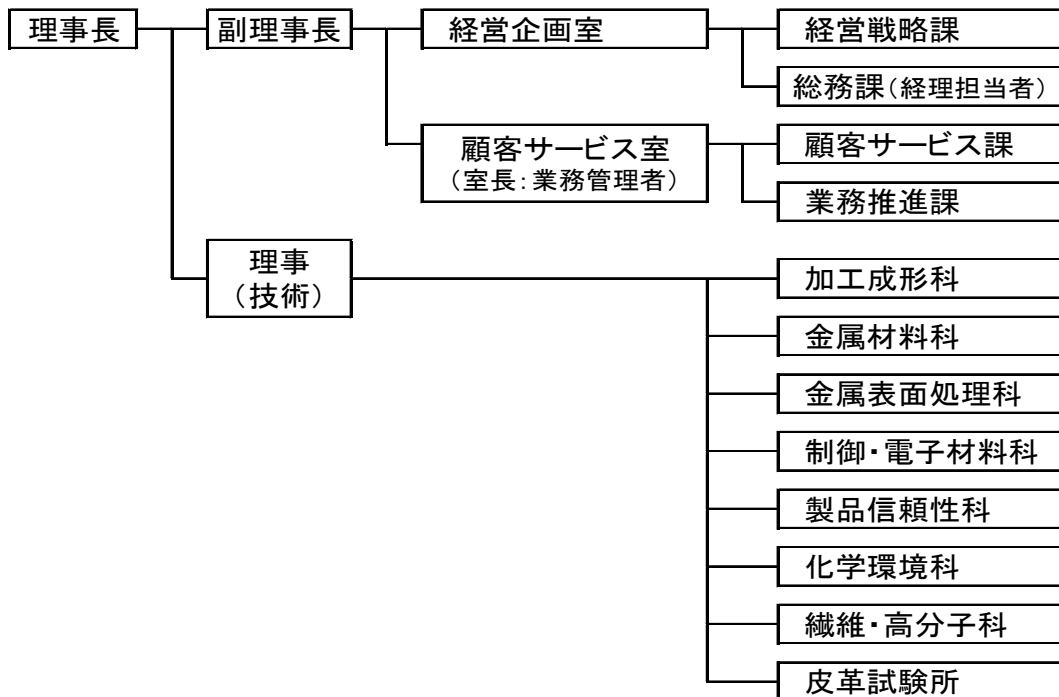 理事長
副理事長
経営企画室
経営戦略課
総務課(経理担当者)
顧客サービス室
(室長:業務管理者)
顧客サービス課
業務推進課
理事
(技術)
加工成形科
金属材料科
金属表面処理科
制御・電子材料科
製品信頼性科
化学環境科
繊維・高分子科
皮革試験所